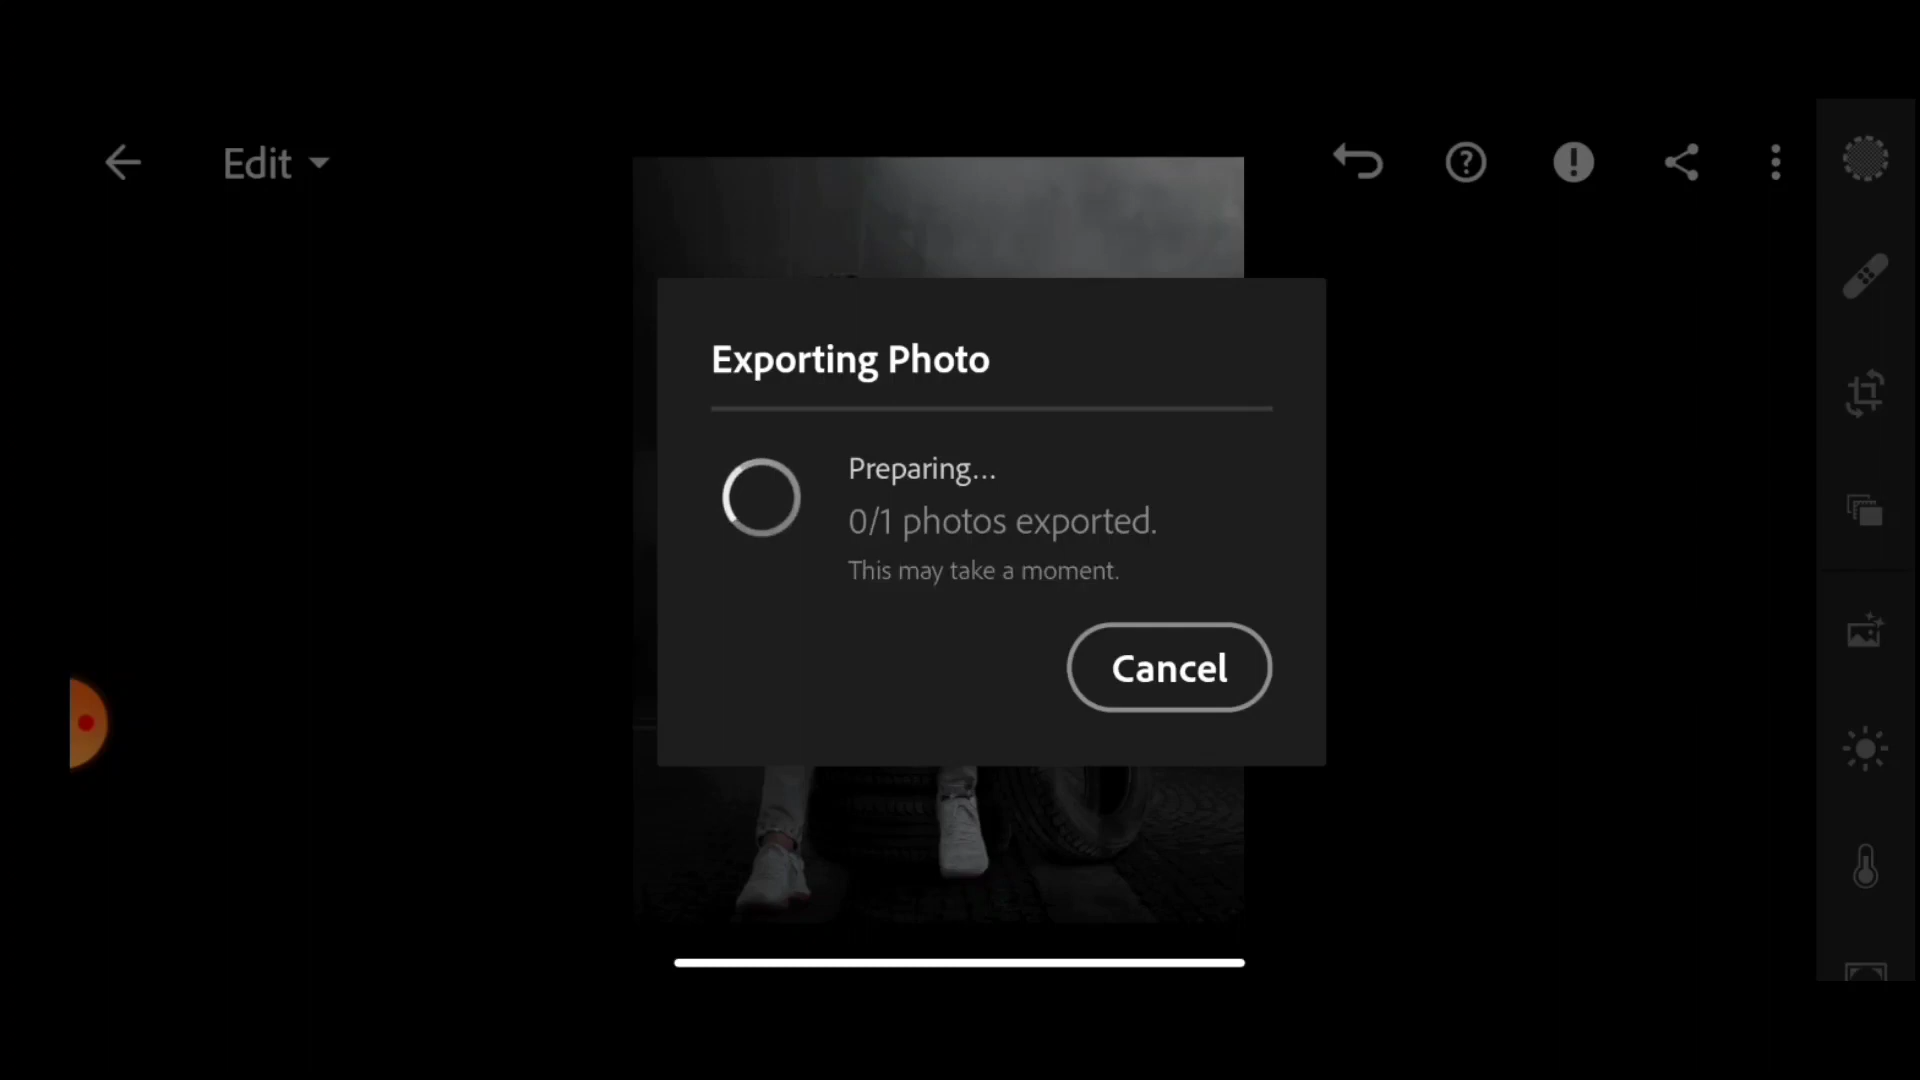 Edit
Exporting Photo
Preparing...
0/1 photos exported.
This may take a moment.
Cancel